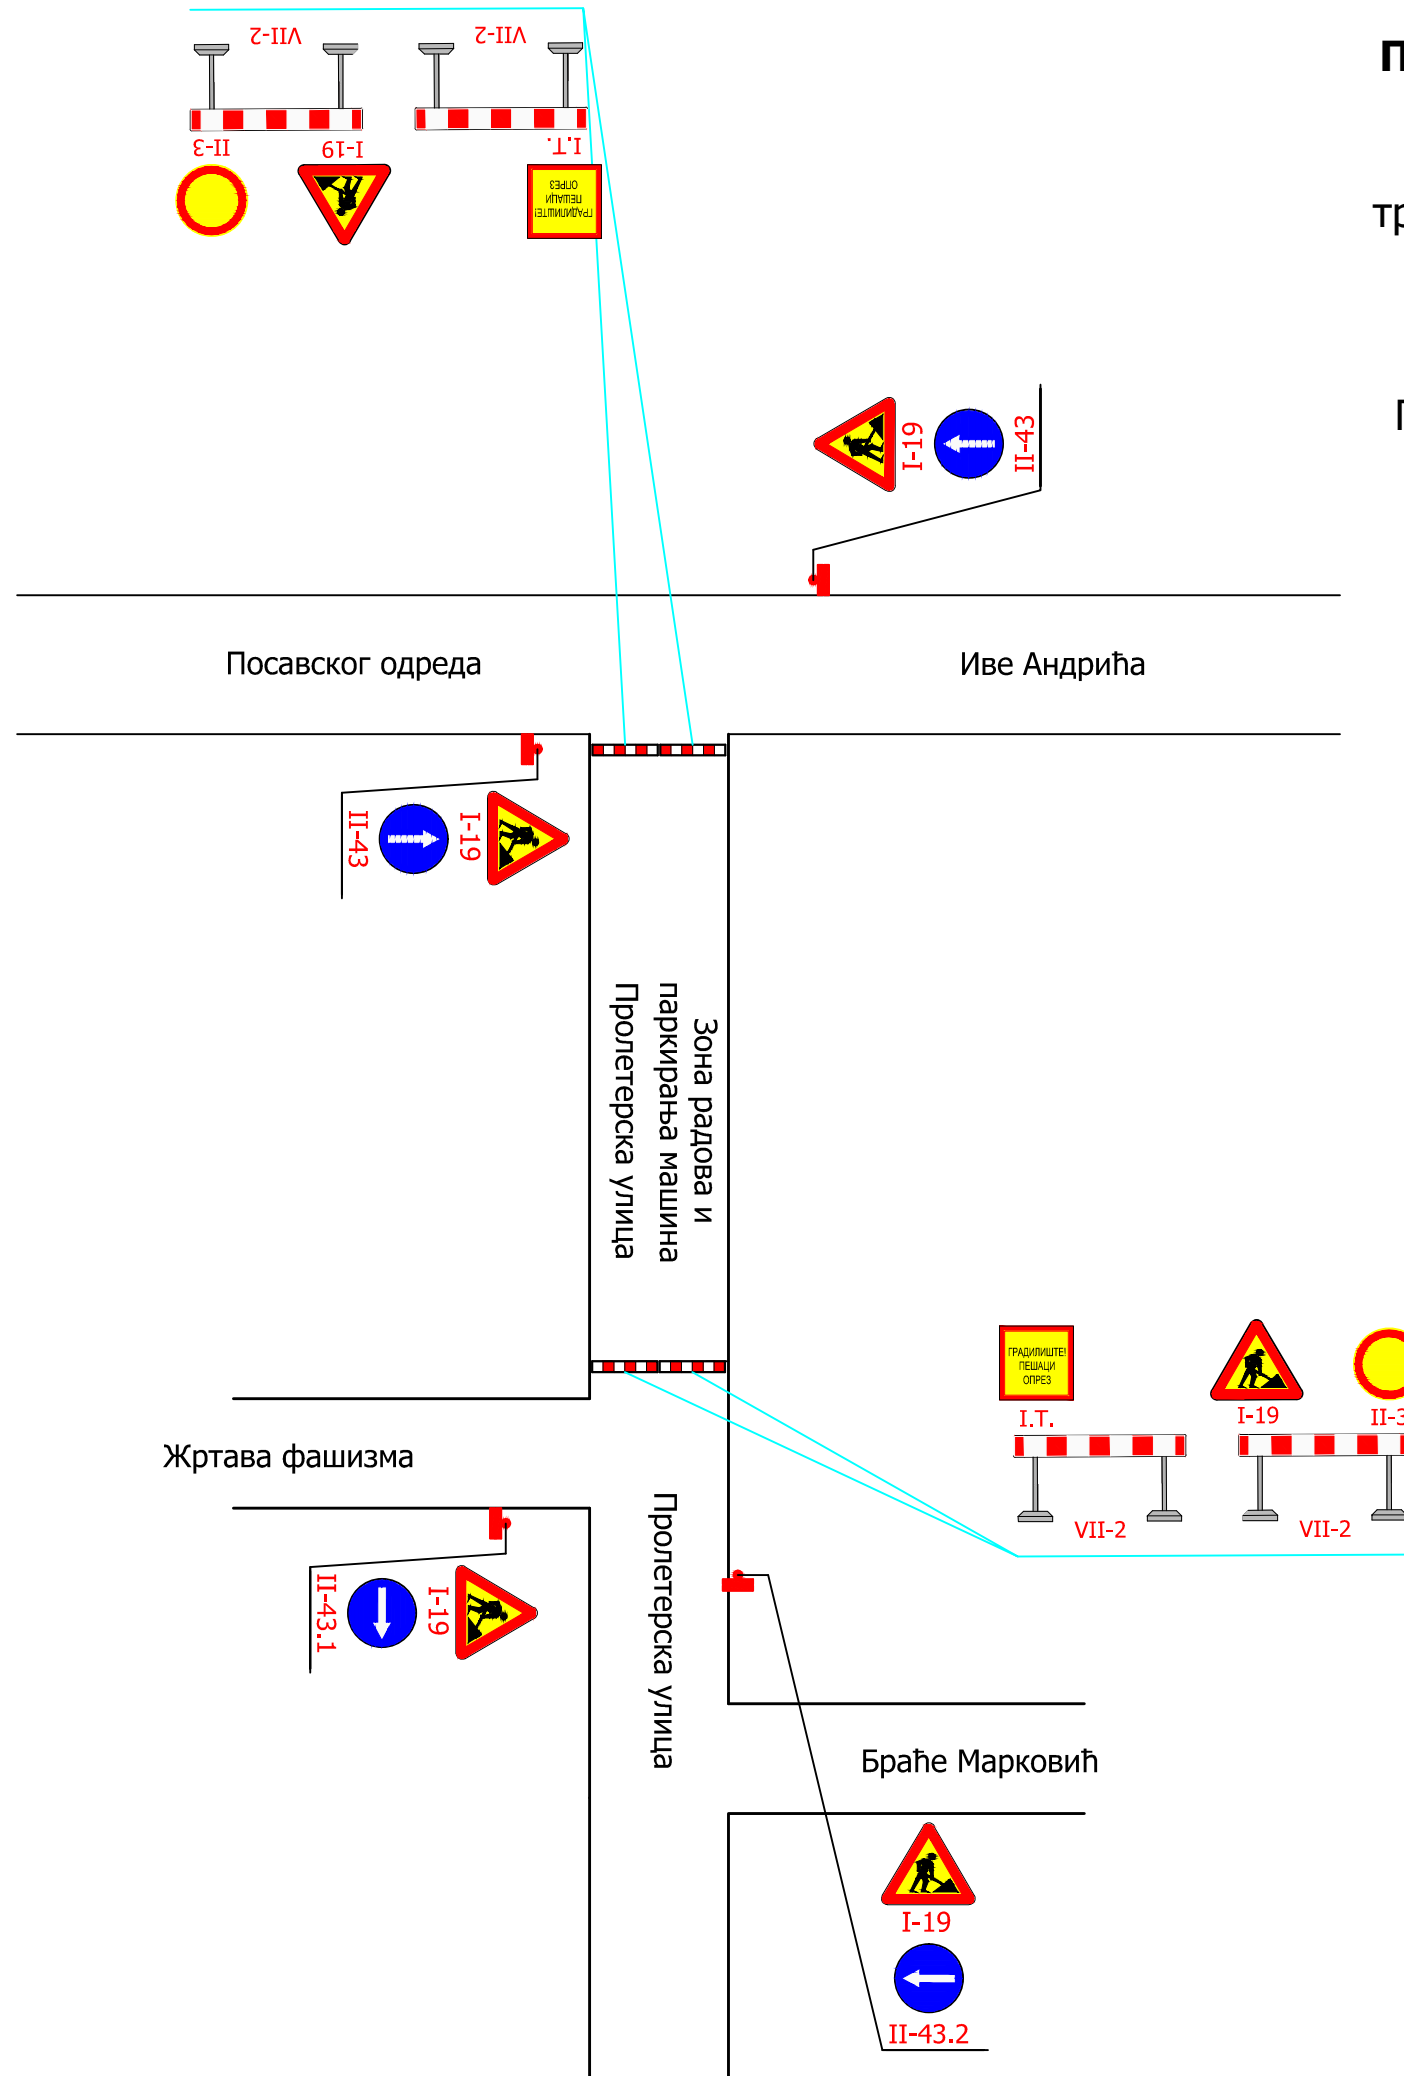 VII-2
VII-2
II-3
I-19
I.T.
ГРАДИЛИШТЕ!
ПЕШАЦИ
ОПРЕЗ
I-19
II-43
Посавског одреда
Иве Андрића
II-43
I-19
Зона радова и
паркирања машина
Пролетерска улица
ГРАДИЛИШТЕ!
ПЕШАЦИ
ОПРЕЗ
I.T.
I-19
II-3
VII-2
VII-2
Жртава фашизма
II-43.1
I-19
Пролетерска улица
Браће Марковић
I-19
II-43.2